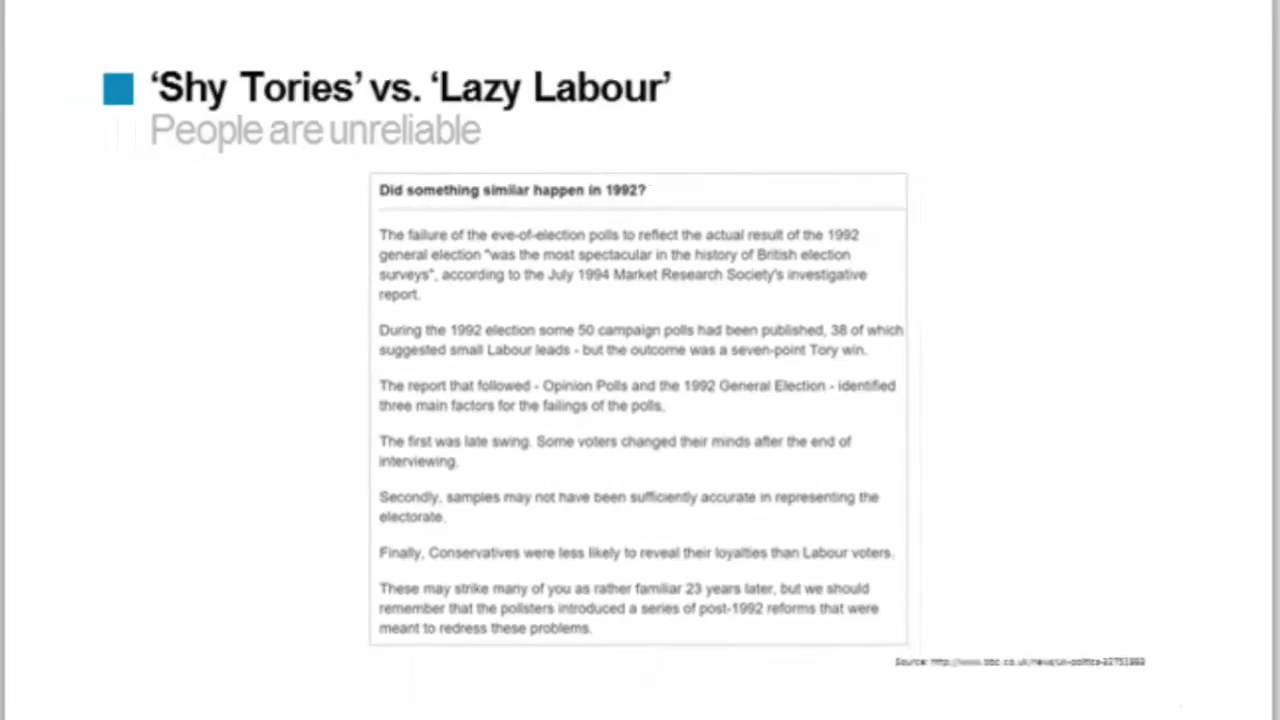 ‘Shy Tories’ vs. ‘Lazy Labour’
People are unreliable
Did something similar happen in 1992?
The failure of the eve-of-election polls to reflect the actual result of the 1992
general election "was the most spectacular in the history of British election
surveys", according to the July 1994 Market Research Society's investigative
report.
During the 1992 election some 50 campaign polls had been published, 38 of which
suggested small Labour leads - but the outcome was a seven-point Tory win.
The report that followed - Opinion Polls and the 1992 General Election - identified
three main factors for the failings of the polls.
The first was late swing. Some voters changed their minds after the end of
interviewing.
Secondly, samples may not have been sufficiently accurate in representing the
electorate.
Finally, Conservatives were less likely to reveal their loyalties than Labour voters.
These may strike many of you as rather familiar 23 years later, but we should
remember that the pollsters introduced a series of post-1992 reforms that were
meant to redress these problems.
Source: